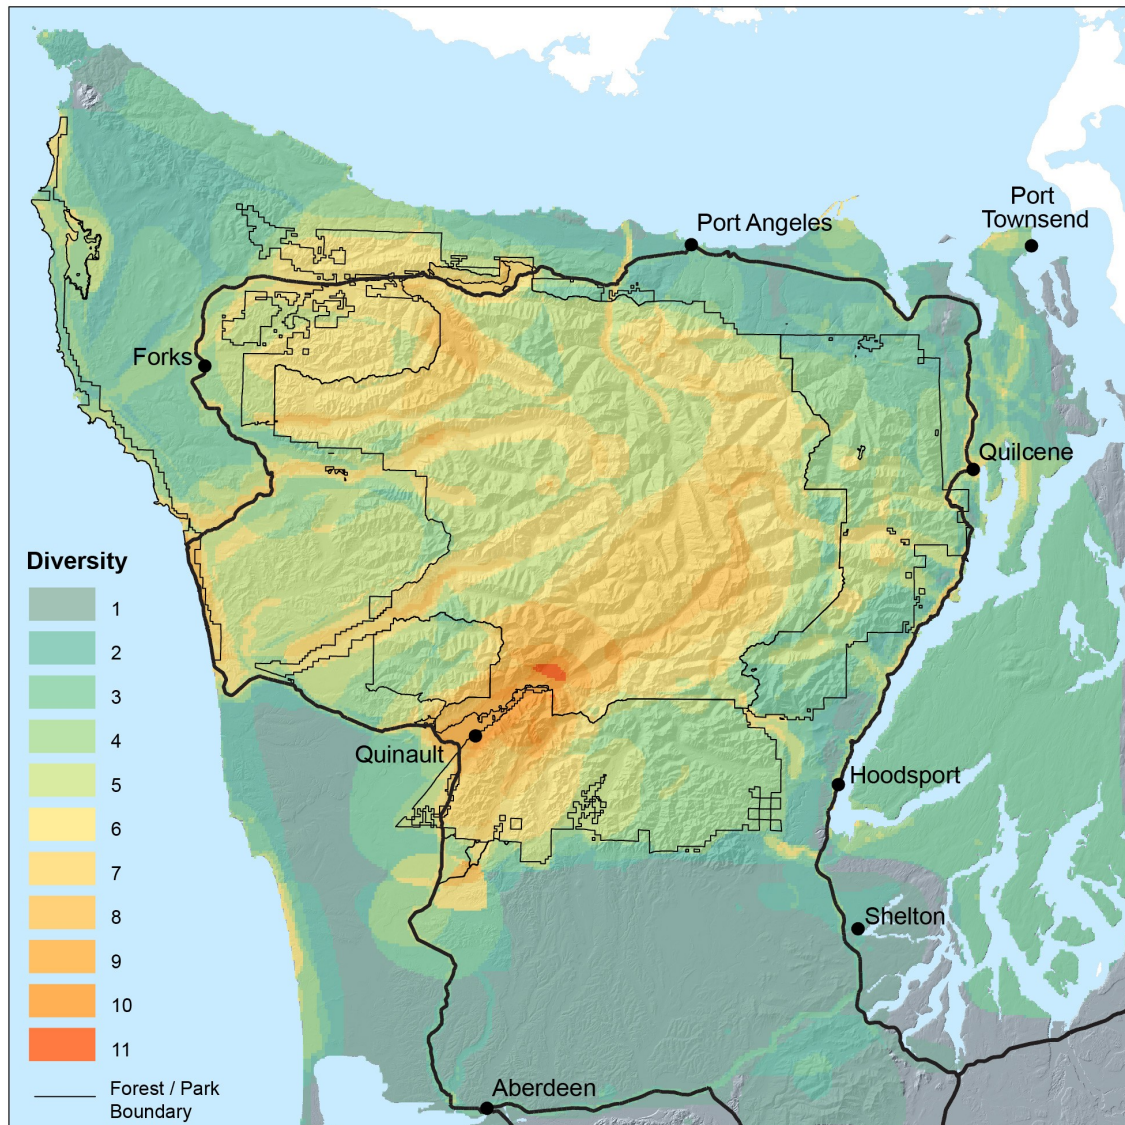 Port
Townsend
Port Angeles
Forks
Quilcene
Diversity
1
2
3
4
5
6
7
8
9
10
11
Forest / Park
Boundary
Quinault
Hoodsport
Shelton
Aberdeen